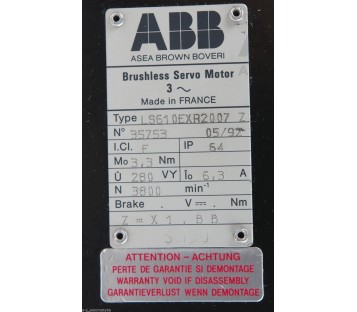 ABB
ASEA BROWN BOVERI
Brushless Servo Motor
3 ~
Made in FRANCE
Type LS610EXR2007 Z
N° 35753 05/92
I.Cl. F IP 64
Mo 3,3 Nm
Û 280 VY Îo 6,3 A
N 3800 min⁻¹
Brake . V ⎓ . Nm
Z = X 1 , B B
ATTENTION - ACHTUNG
PERTE DE GARANTIE SI DEMONTAGE
WARRANTY VOID IF DISASSEMBLY
GARANTIEVERLUST WENN DEMONTAGE